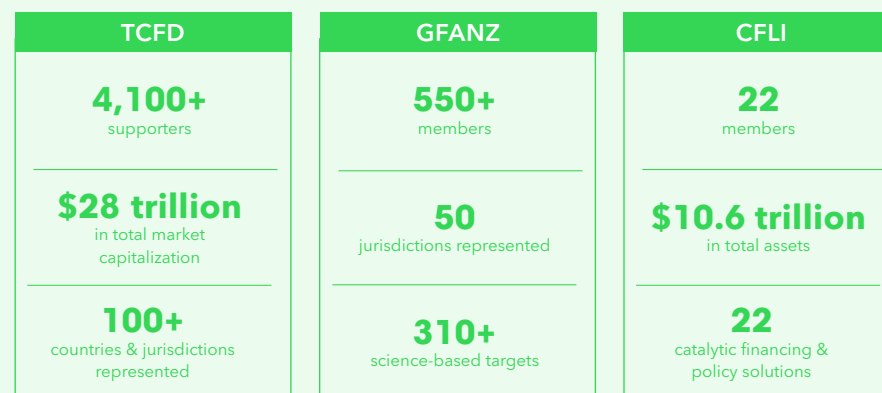 TCFD
4,100+
supporters
$28 trillion
in total market
capitalization
100+
countries & jurisdictions
represented
GFANZ
550+
members
50
jurisdictions represented
310+
science-based targets
CFLI
22
members
$10.6 trillion
in total assets
22
catalytic financing &
policy solutions